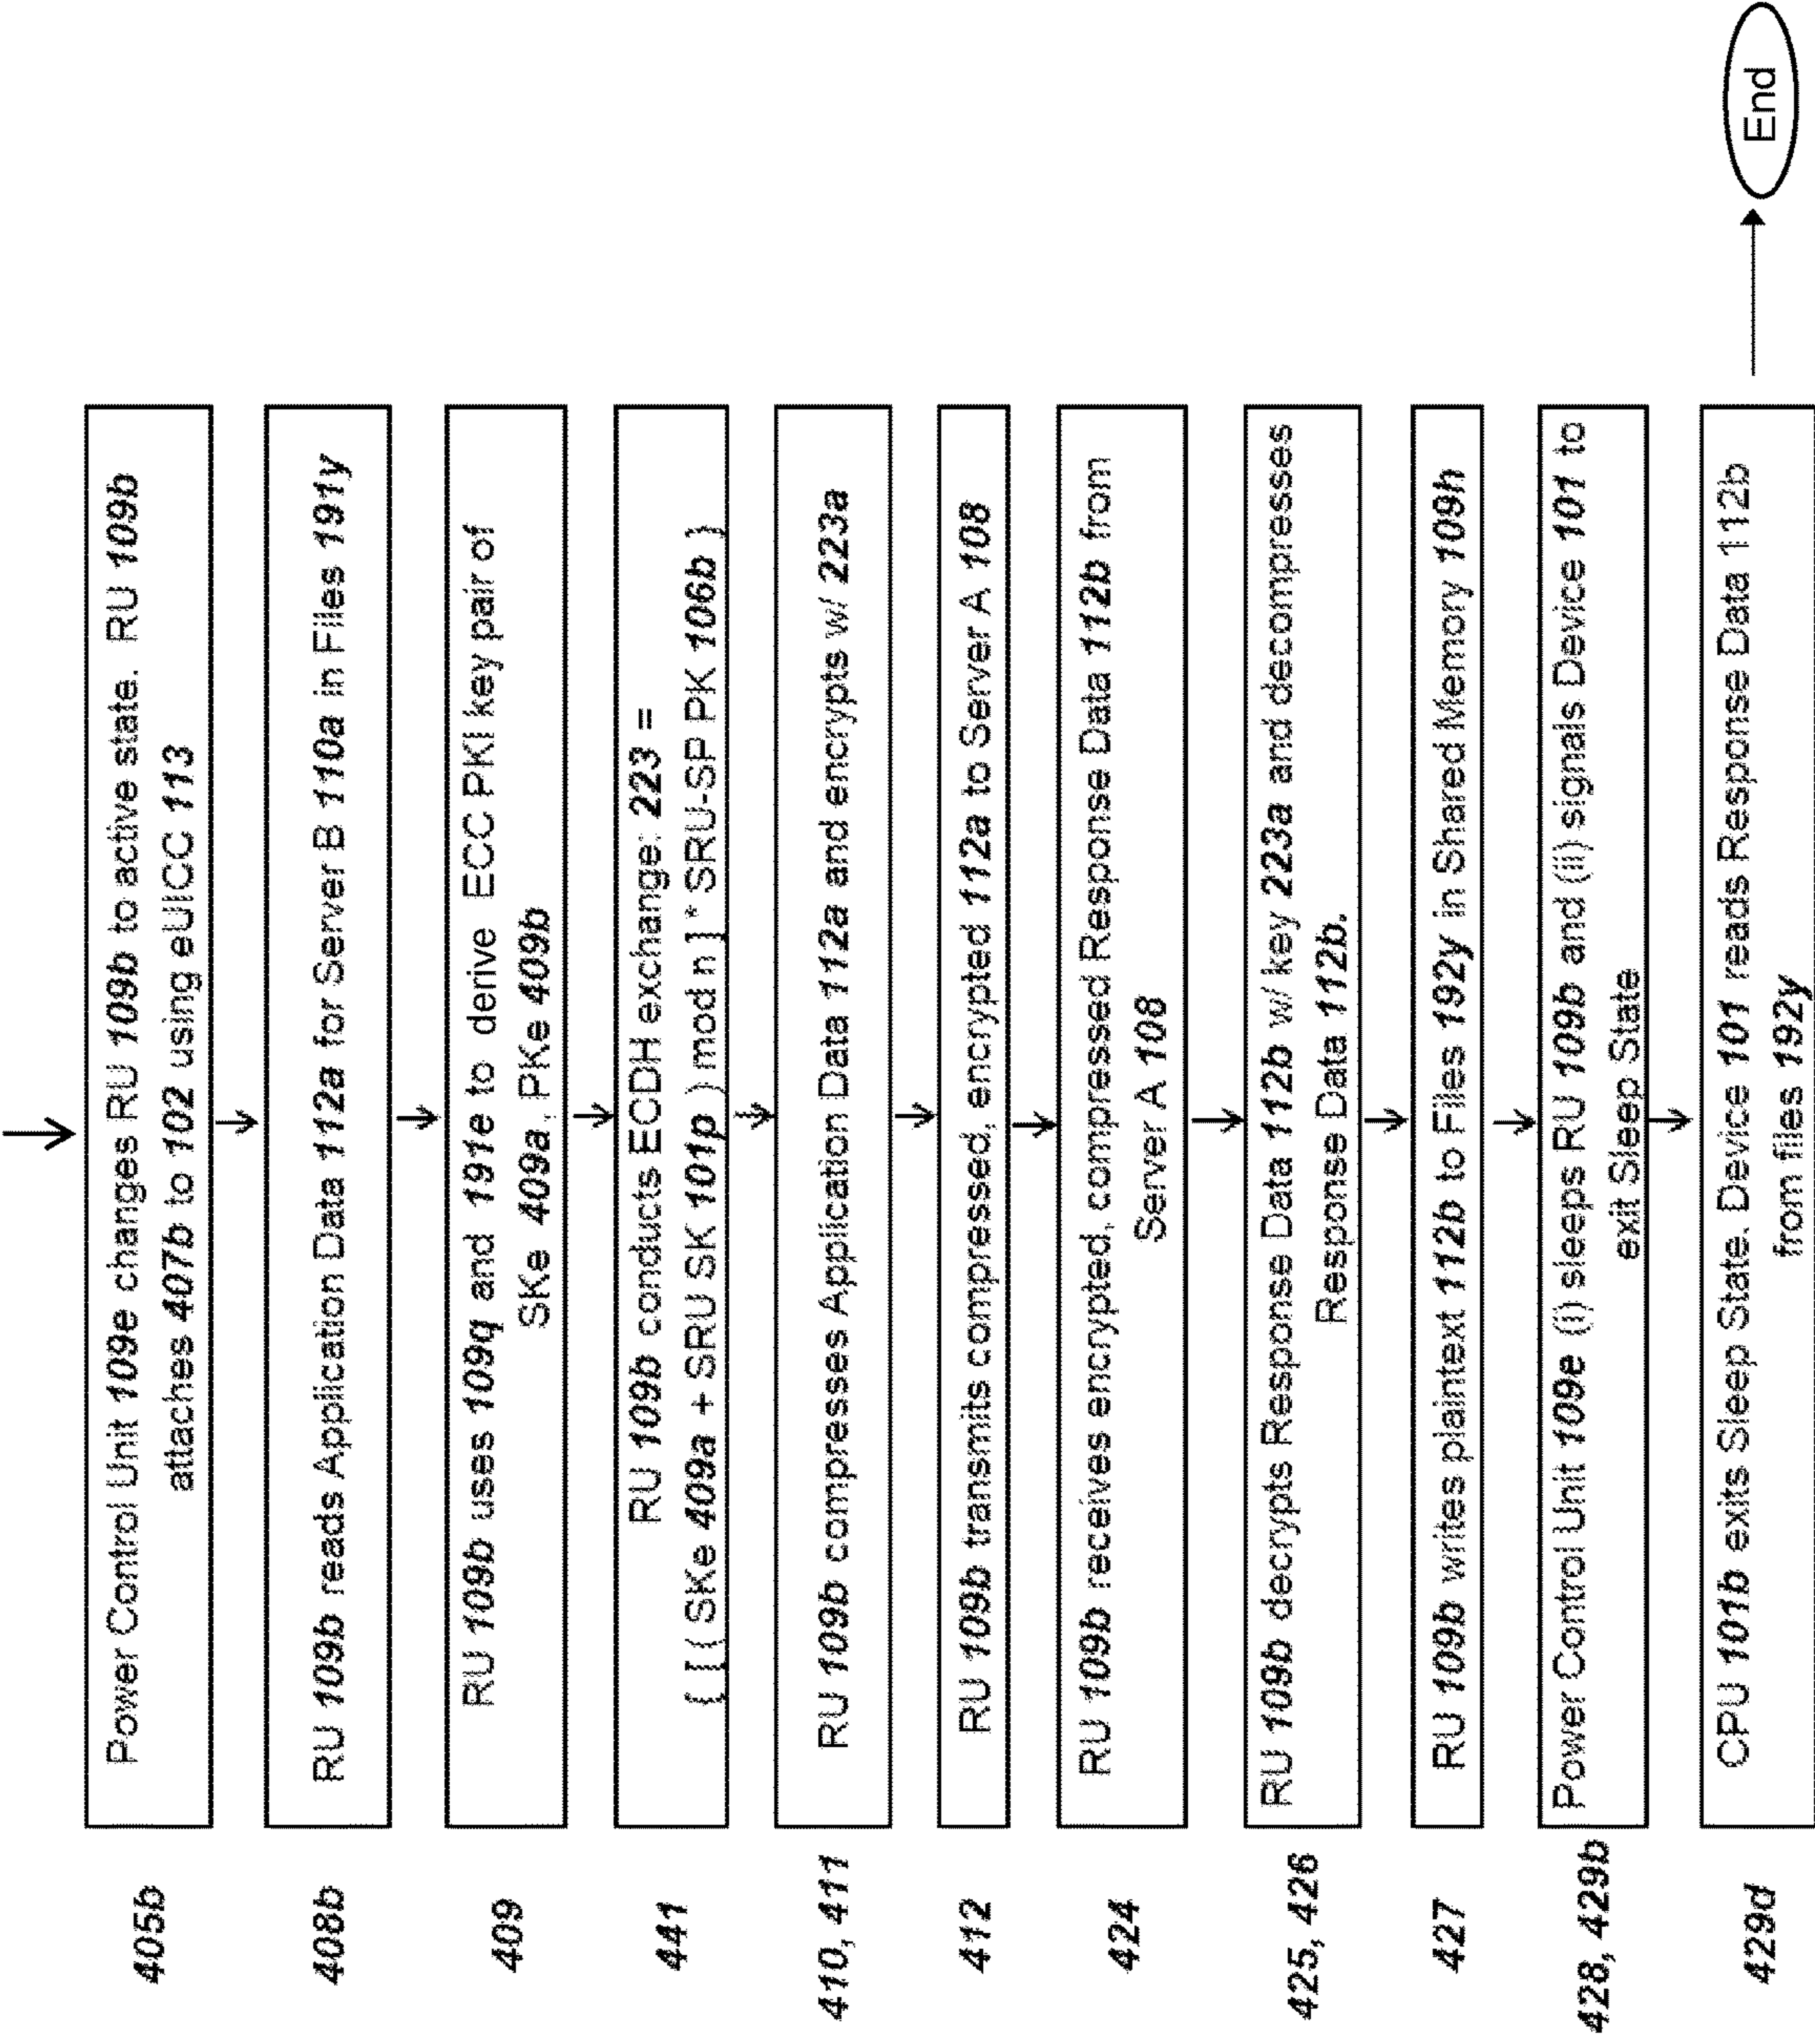 405b
Power Control Unit 109e changes RU 109b to active state. RU 109b
attaches 407b to 102 using eUICC 113
408b
RU 109b reads Application Data 112a for Server B 110a in Files 191y
409
RU 109b uses 109q and 191e to derive ECC PKI key pair of
SKe 409a, PKe 409b
441
RU 109b conducts ECDH exchange: 223 =
{ [ ( SKe 409a + SRU SK 101p ) mod n ] * SRU-SP PK 106b }
410, 411
RU 109b compresses Application Data 112a and encrypts w/ 223a
412
RU 109b transmits compressed, encrypted 112a to Server A 108
424
RU 109b receives encrypted, compressed Response Data 112b from
Server A 108
425, 426
RU 109b decrypts Response Data 112b w/ key 223a and decompresses
Response Data 112b.
427
RU 109b writes plaintext 112b to Files 192y in Shared Memory 109h
428, 429b
Power Control Unit 109e (i) sleeps RU 109b and (ii) signals Device 101 to
exit Sleep State
429d
CPU 101b exits Sleep State. Device 101 reads Response Data 112b
from files 192y
End